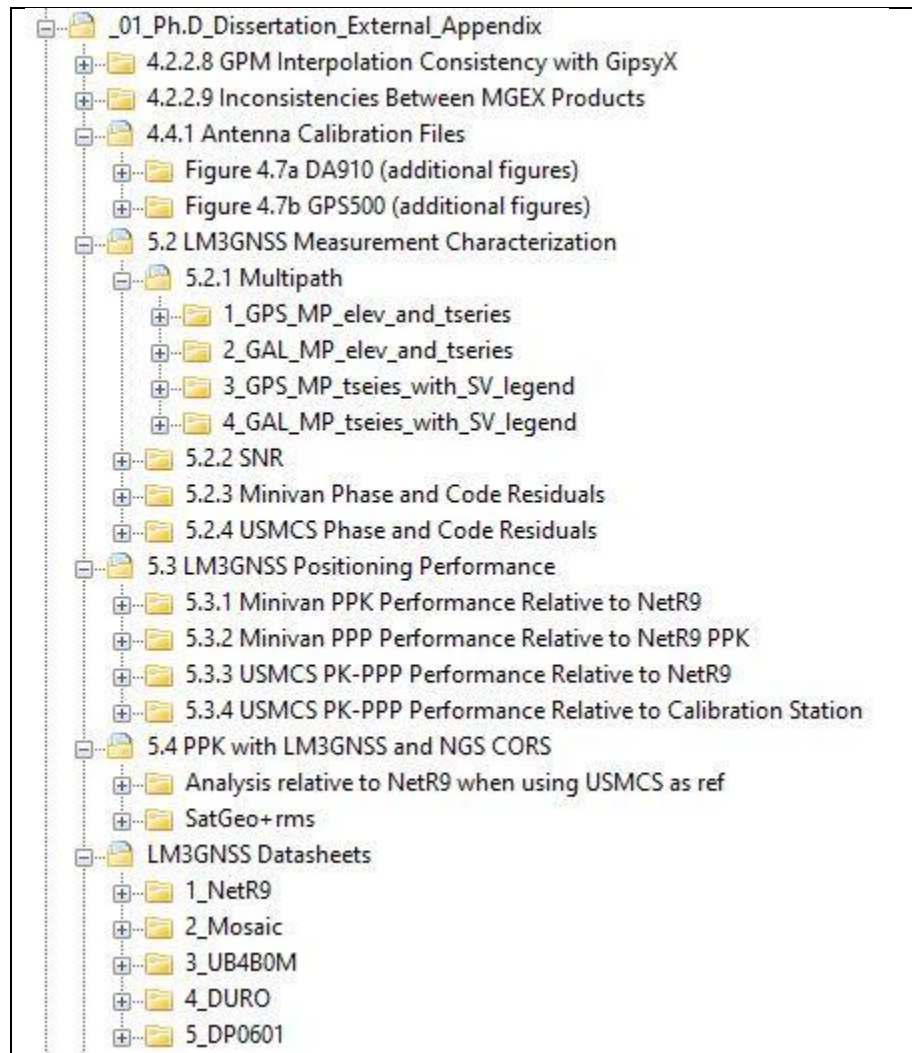 _01_Ph.D_Dissertation_External_Appendix
4.2.2.8 GPM Interpolation Consistency with GipsyX
4.2.2.9 Inconsistencies Between MGEX Products
4.4.1 Antenna Calibration Files
Figure 4.7a DA910 (additional figures)
Figure 4.7b GPS500 (additional figures)
5.2 LM3GNSS Measurement Characterization
5.2.1 Multipath
1_GPS_MP_elev_and_tseries
2_GAL_MP_elev_and_tseries
3_GPS_MP_tseies_with_SV_legend
4_GAL_MP_tseies_with_SV_legend
5.2.2 SNR
5.2.3 Minivan Phase and Code Residuals
5.2.4 USMCS Phase and Code Residuals
5.3 LM3GNSS Positioning Performance
5.3.1 Minivan PPK Performance Relative to NetR9
5.3.2 Minivan PPP Performance Relative to NetR9 PPK
5.3.3 USMCS PK-PPP Performance Relative to NetR9
5.3.4 USMCS PK-PPP Performance Relative to Calibration Station
5.4 PPK with LM3GNSS and NGS CORS
Analysis relative to NetR9 when using USMCS as ref
SatGeo+rms
LM3GNSS Datasheets
1_NetR9
2_Mosaic
3_UB4B0M
4_DURO
5_DP0601